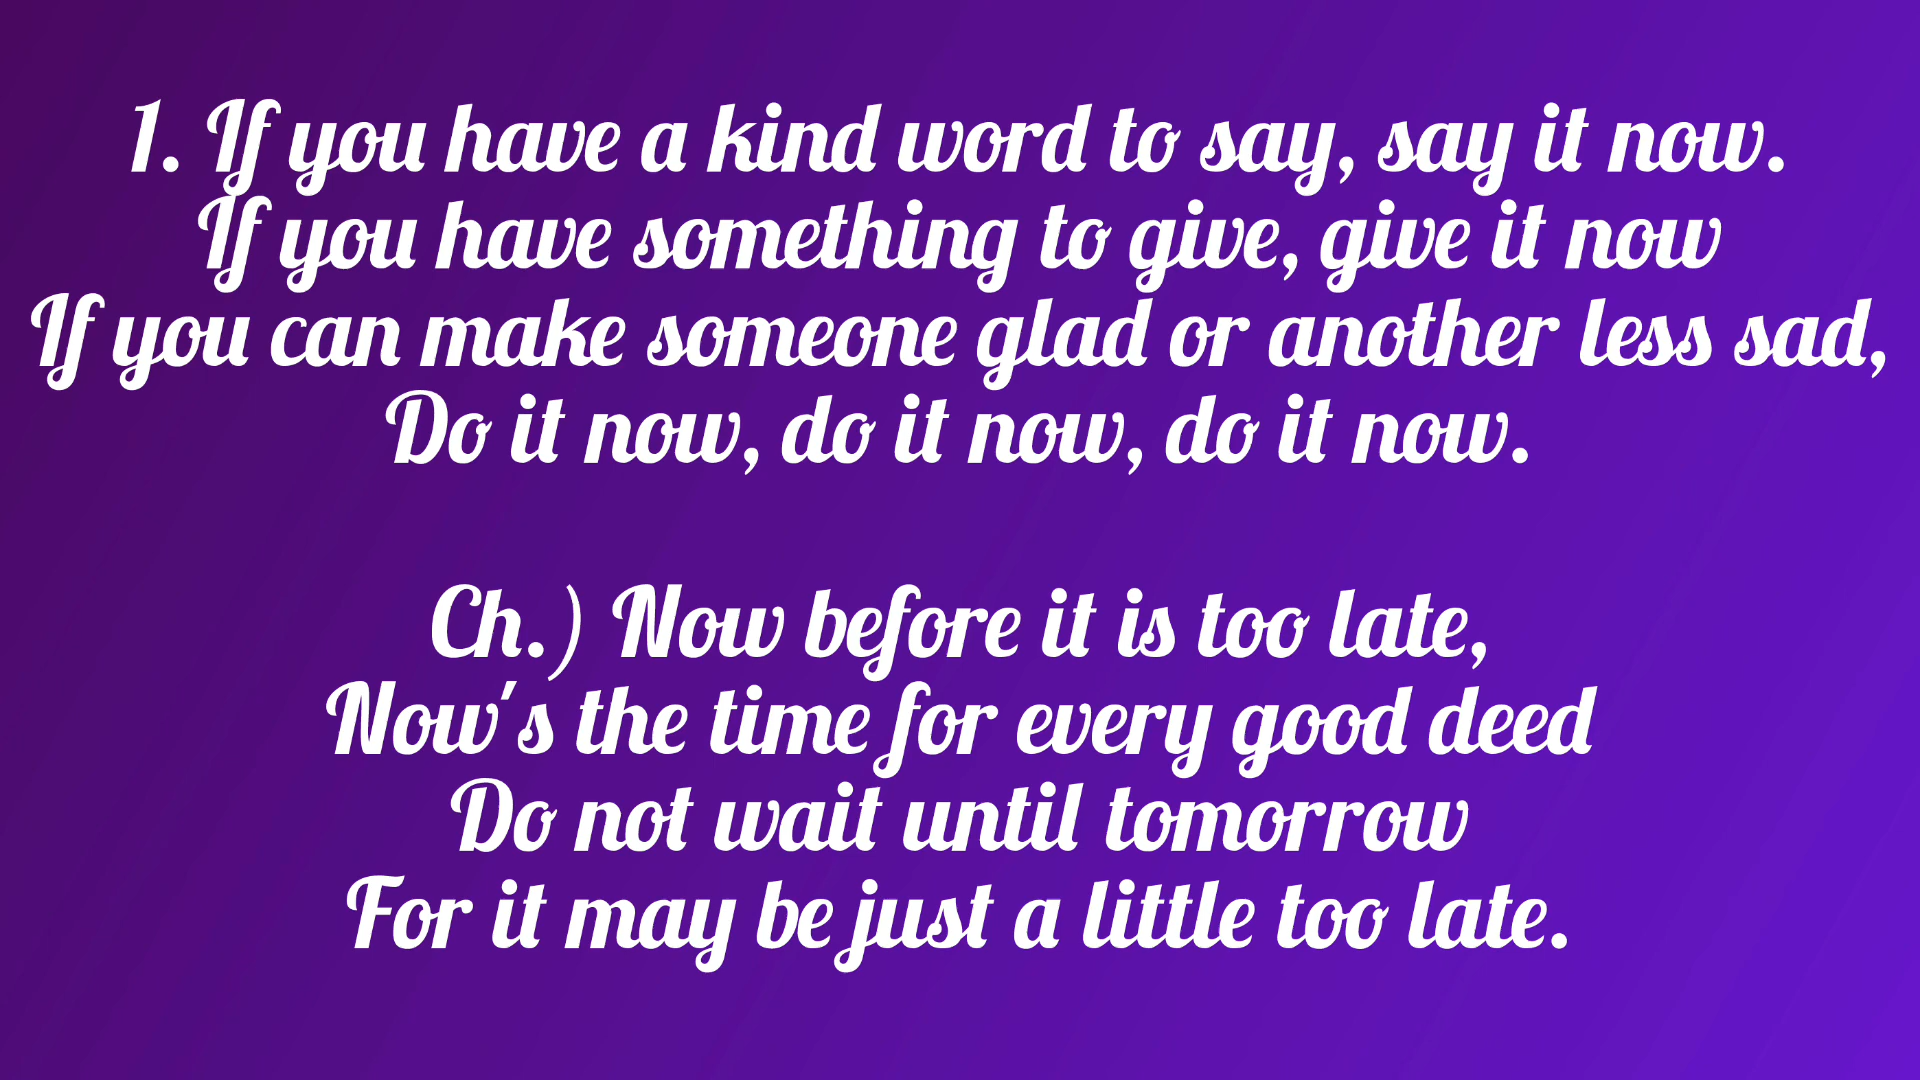 1. If you have a kind word to say, say it now.
If you have something to give, give it now
If you can make someone glad or another less sad,
Do it now, do it now, do it now.
Ch.) Now before it is too late,
Now's the time for every good deed
Do not wait until tomorrow
For it may be just a little too late.